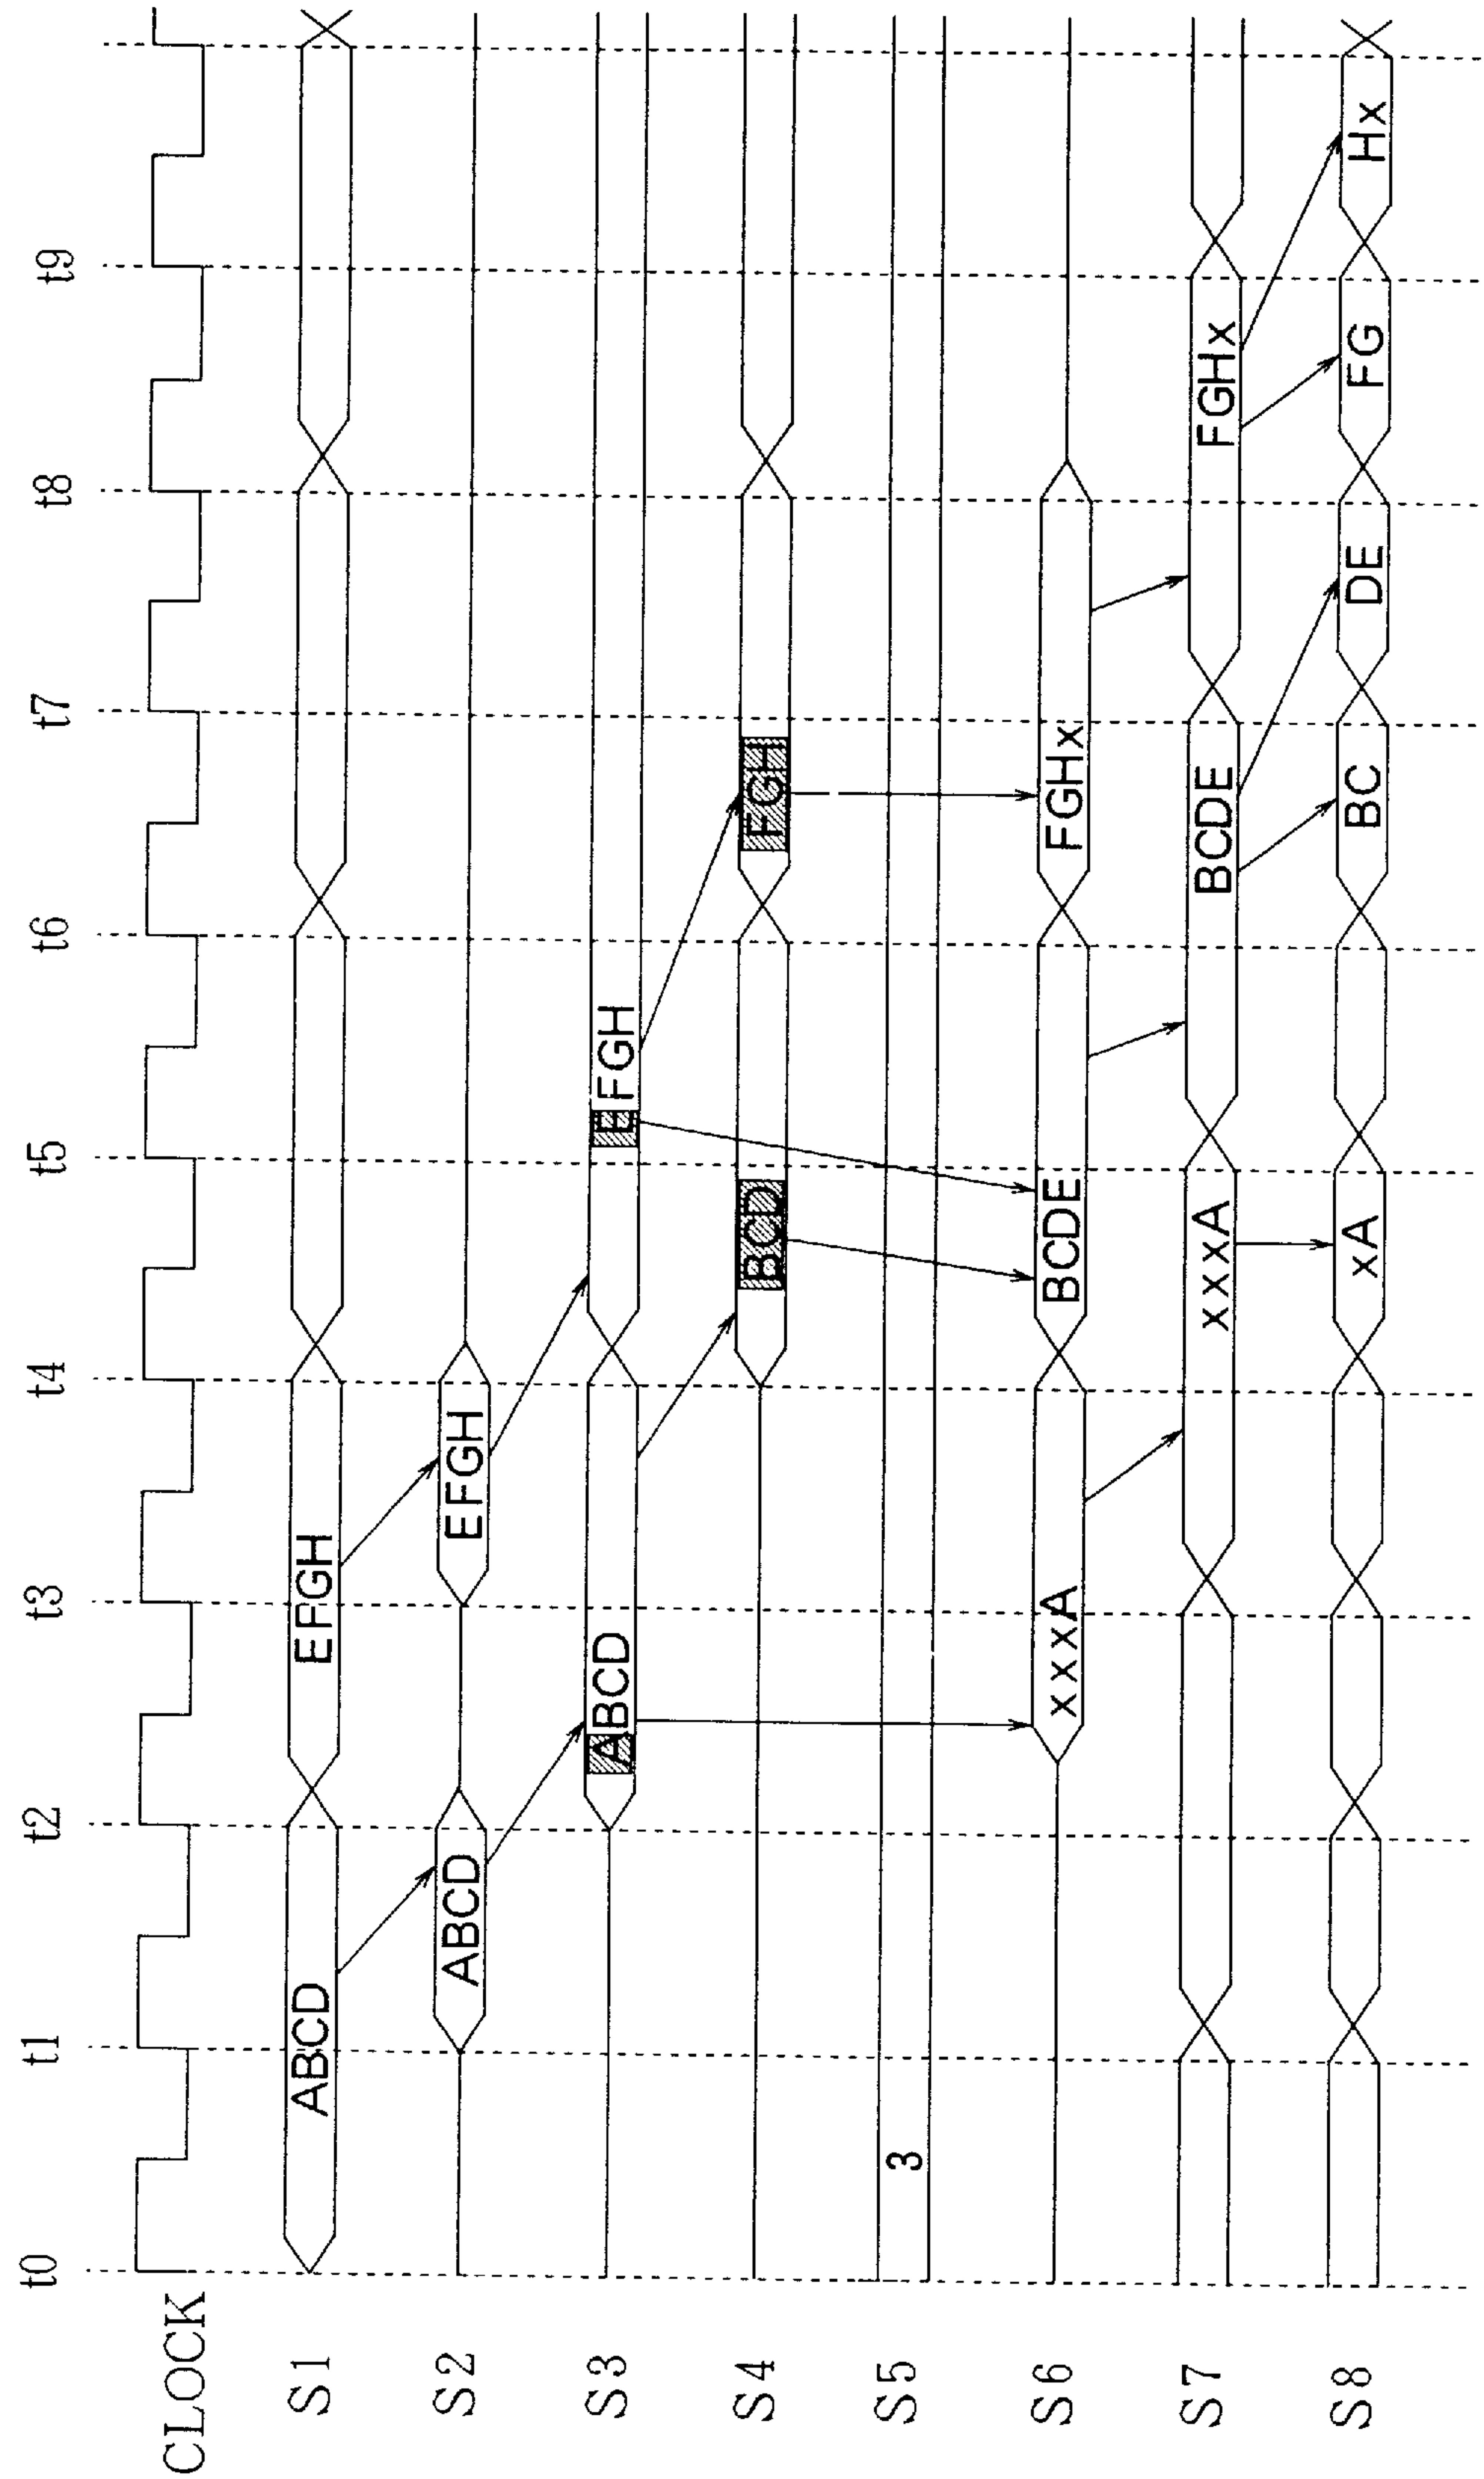 t0 t1 t2 t3 t4 t5 t6 t7 t8 t9
CLOCK
S1 ABCD EFGH
S2 ABCD EFGH
S3 ABCD EFGH
S4 BCD FGH
S5 3
S6 xxxA BCDE FGHx
S7 xxxA BCDE FGHx
S8 xA BC DE FG Hx